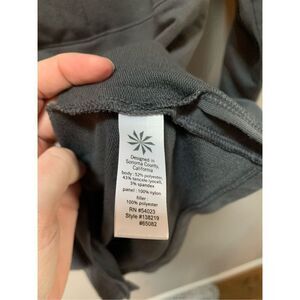 Designed in
Sonoma County,
California
body : 52% polyester,
43% tencele lyocell,
5% spandex
panel : 100% nylon
filler
100% polyester
RN #54023
Style #138219
#65082